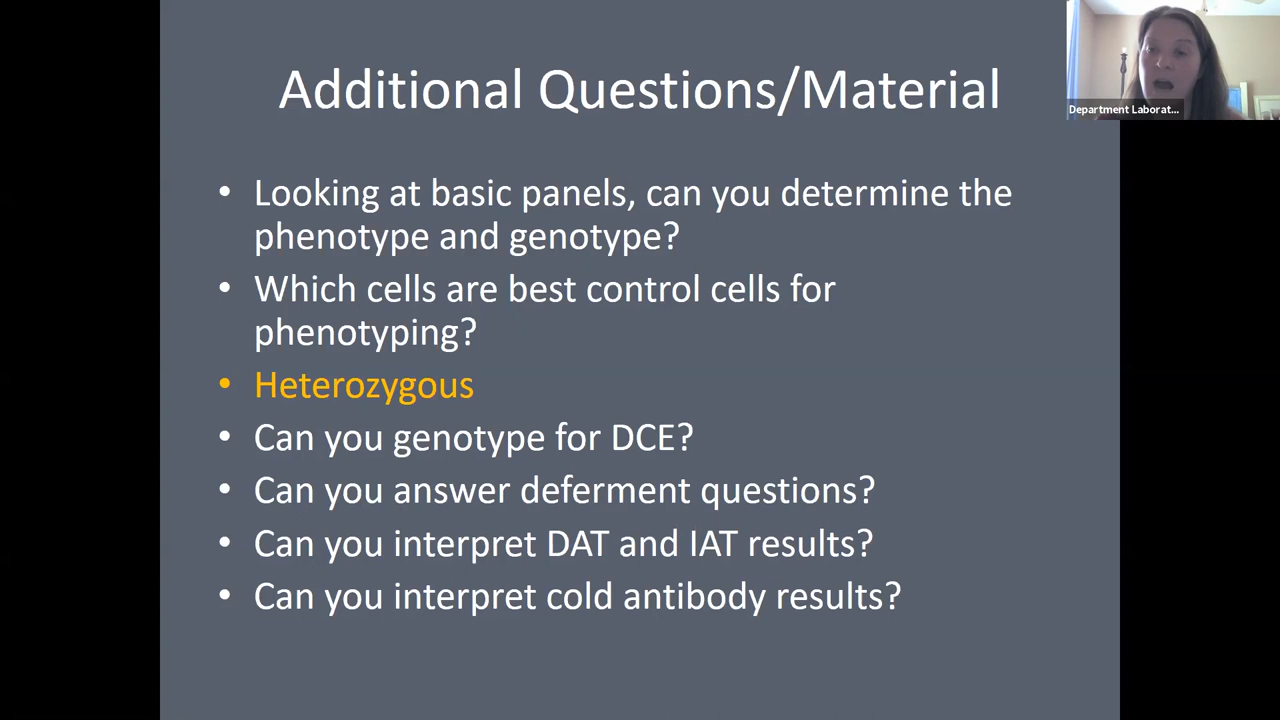 Additional Questions/Material
Department Laborat...
• Looking at basic panels, can you determine the
phenotype and genotype?
• Which cells are best control cells for
phenotyping?
• Heterozygous
• Can you genotype for DCE?
• Can you answer deferment questions?
• Can you interpret DAT and IAT results?
• Can you interpret cold antibody results?